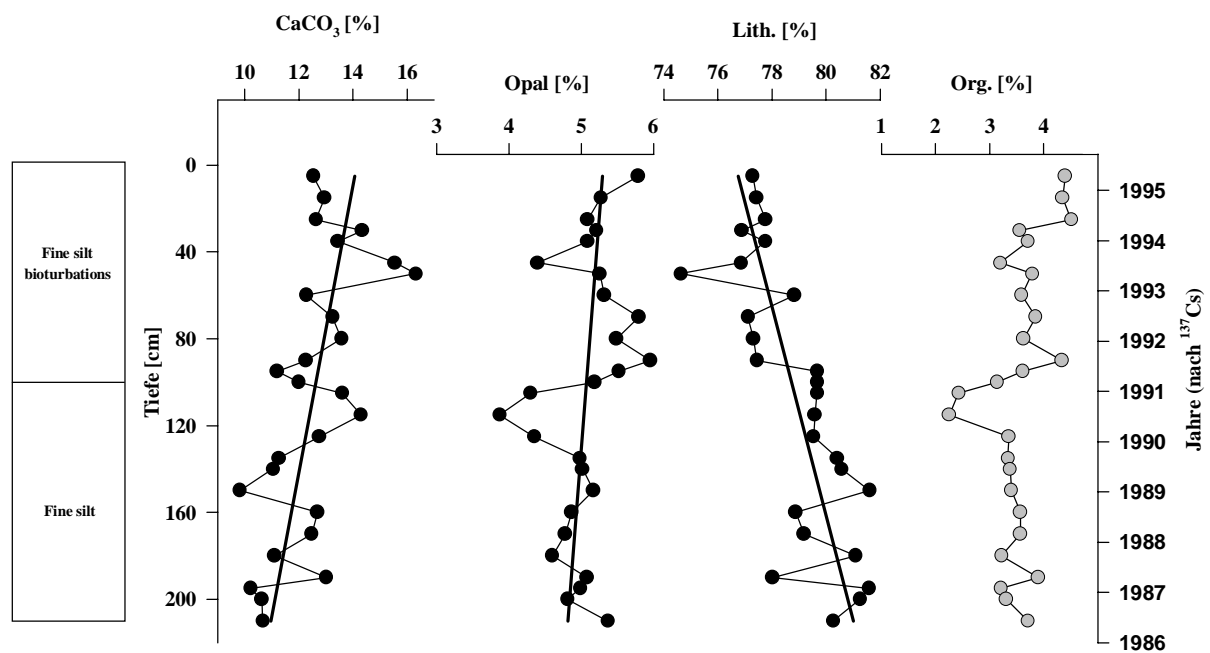 CaCO₃ [%]
10 12 14 16
Opal [%]
3 4 5 6
Lith. [%]
74 76 78 80 82
Org. [%]
1 2 3 4
Tiefe [cm]
0
40
80
120
160
200
Fine silt
bioturbations
Fine silt
Jahre (nach ¹³⁷Cs)
1995
1994
1993
1992
1991
1990
1989
1988
1987
1986